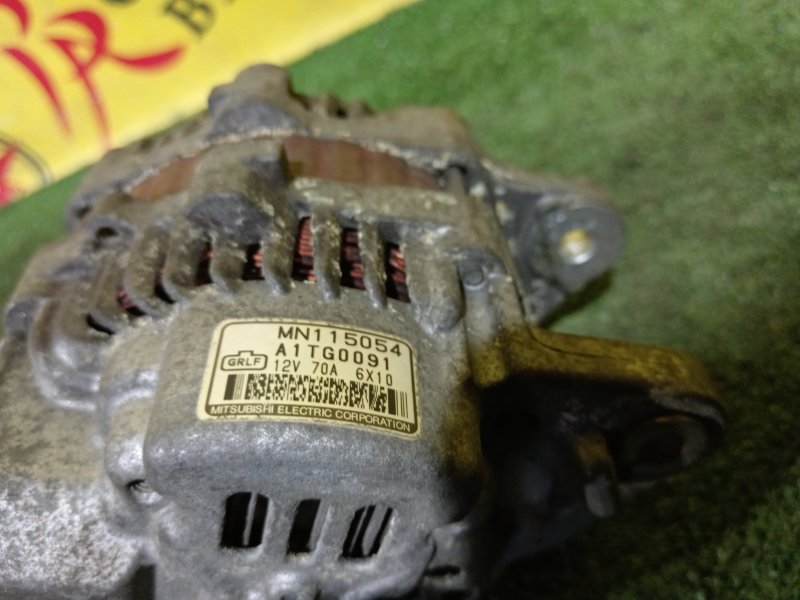 MN115054
A1TG0091
GRLF
12V 70A 6X10
MITSUBISHI ELECTRIC CORPORATION